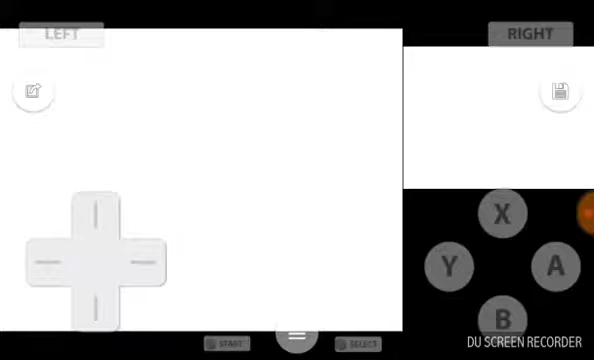 LEFT
RIGHT
X
Y
A
B
START
SELECT
DU SCREEN RECORDER